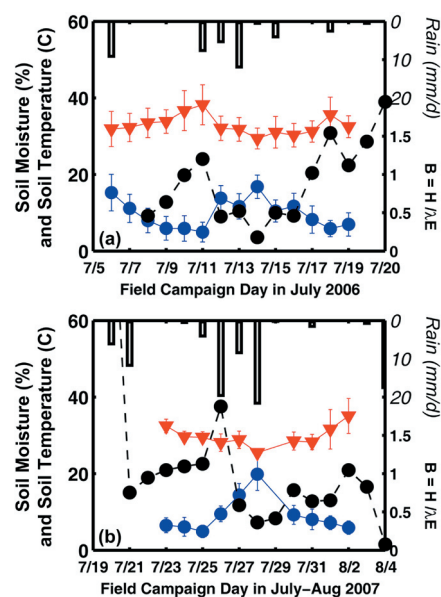 60
40
20
0
Soil Moisture (%)
and Soil Temperature (C)
0
10
20
Rain (mm/d)
1.5
1
0.5
0
B = H /λE
(a)
7/5 7/7 7/9 7/11 7/13 7/15 7/17 7/19 7/20
Field Campaign Day in July 2006
60
40
20
0
Soil Moisture (%)
and Soil Temperature (C)
0
10
20
Rain (mm/d)
1.5
1
0.5
0
B = H /λE
(b)
7/19 7/21 7/23 7/25 7/27 7/29 7/31 8/2 8/4
Field Campaign Day in July–Aug 2007